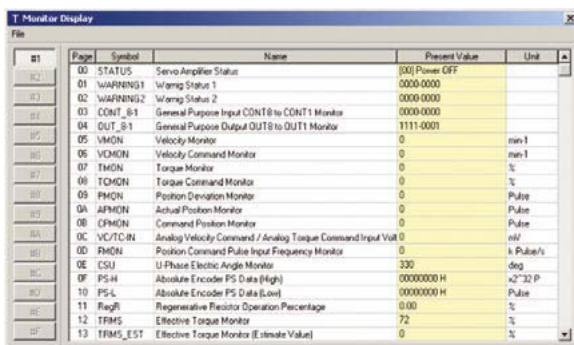 T Monitor Display
File
#1
#2
#3
#4
#5
#6
#7
#8
#9
#A
#B
#C
#D
#E
#F
Page Symbol Name Present Value Unit
00 STATUS Servo Amplifier Status [00] Power OFF
01 WARNING1 Warnig Status 1 0000-0000
02 WARNING2 Warnig Status 2 0000-0000
03 CONT_8-1 General Purpose Input CONT8 to CONT1 Monitor 0000-0000
04 OUT_8-1 General Purpose Output OUT8 to OUT1 Monitor 1111-0001
05 VMON Velocity Monitor 0 min-1
06 VCMON Velocity Command Monitor 0 min-1
07 TMON Torque Monitor 0 %
08 TCMON Torque Command Monitor 0 %
09 PMON Position Deviation Monitor 0 Pulse
0A APMON Actual Position Monitor 0 Pulse
0B CPMON Command Position Monitor 0 Pulse
0C VC/TC-IN Analog Velocity Command / Analog Torque Command Input Volt 0 mV
0D FMON Position Command Pulse Input Frequency Monitor 0 k Pulse/s
0E CSU U-Phase Electric Angle Monitor 330 deg
0F PS-H Absolute Encoder PS Data (High) 00000000 H x2^32 P
10 PS-L Absolute Encoder PS Data (Low) 00000000 H Pulse
11 RegR Regenerative Resistor Operation Percentage 0.00 %
12 TRMS Effective Torque Monitor 72 %
13 TRMS_EST Effective Torque Monitor (Estimate Value) 0 %